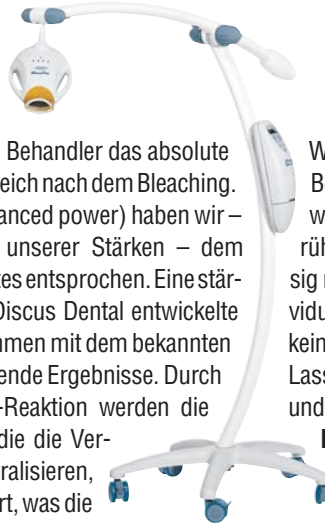 Behandler das absolute
eich nach dem Bleaching.
anced power) haben wir –
unserer Stärken – dem
tes entsprochen. Eine stär-
Discus Dental entwickelte
nmen mit dem bekannten
ende Ergebnisse. Durch
-Reaktion werden die
die die Ver-
ralisieren,
rt, was die
W
B
w
rüh
sig
vidu
kein
Lass
und